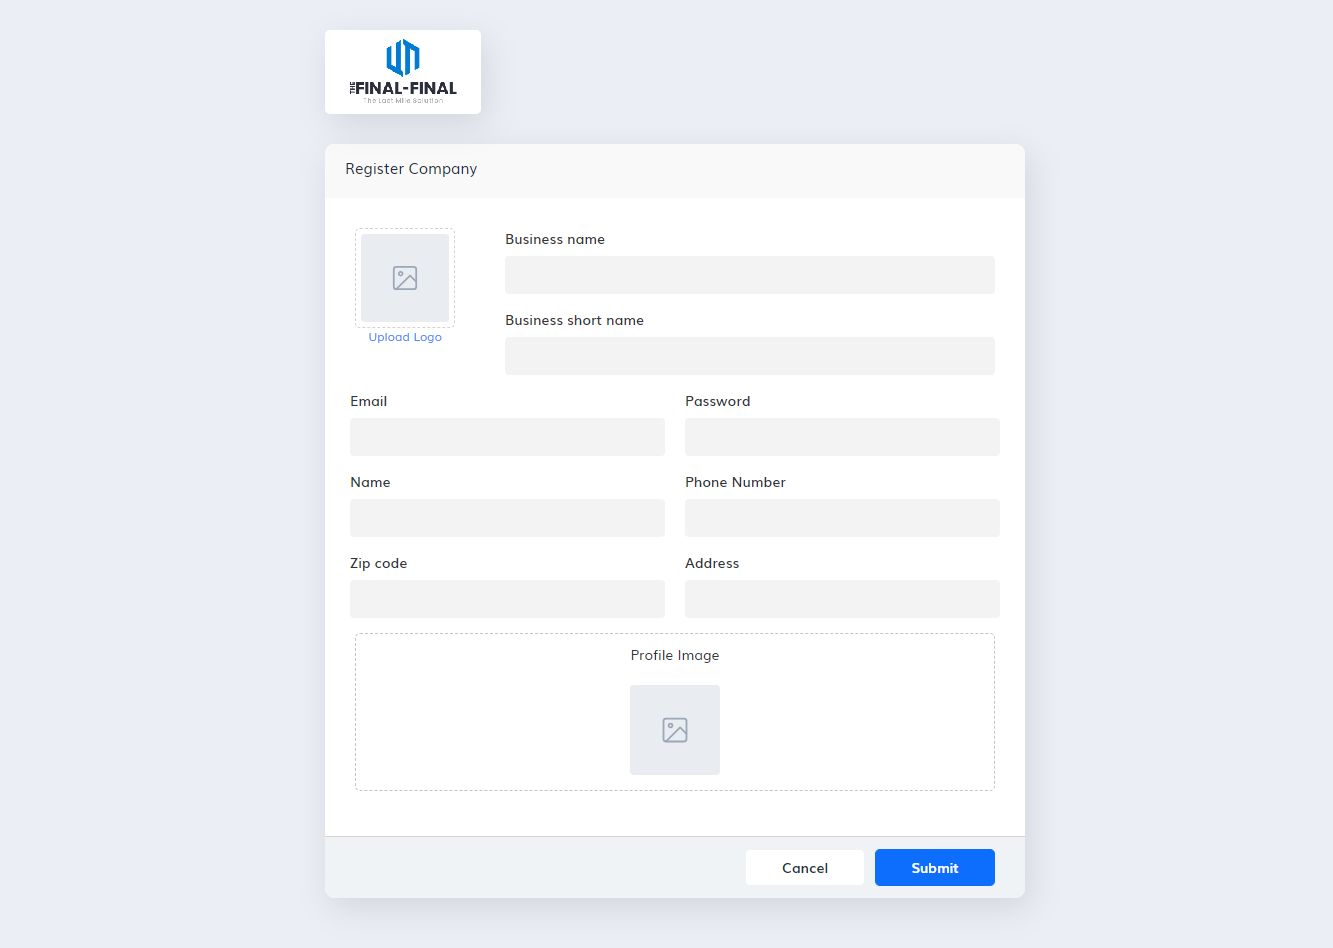 THE FINAL-FINAL
The Last Mile Solution
Register Company
Upload Logo
Business name
Business short name
Email
Password
Name
Phone Number
Zip code
Address
Profile Image
Cancel
Submit